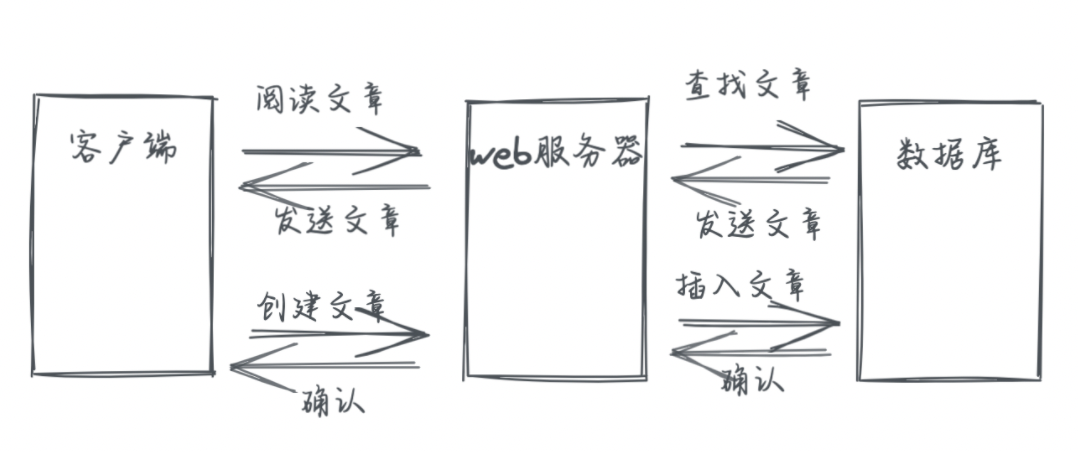 客户端
阅读文章
发送文章
创建文章
确认
web服务器
查找文章
发送文章
插入文章
确认
数据库